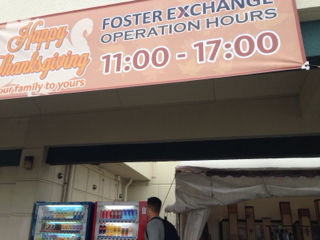 Happy
Thanksgiving
our family to yours
FOSTER EXCHANGE
OPERATION HOURS
11:00 - 17:00